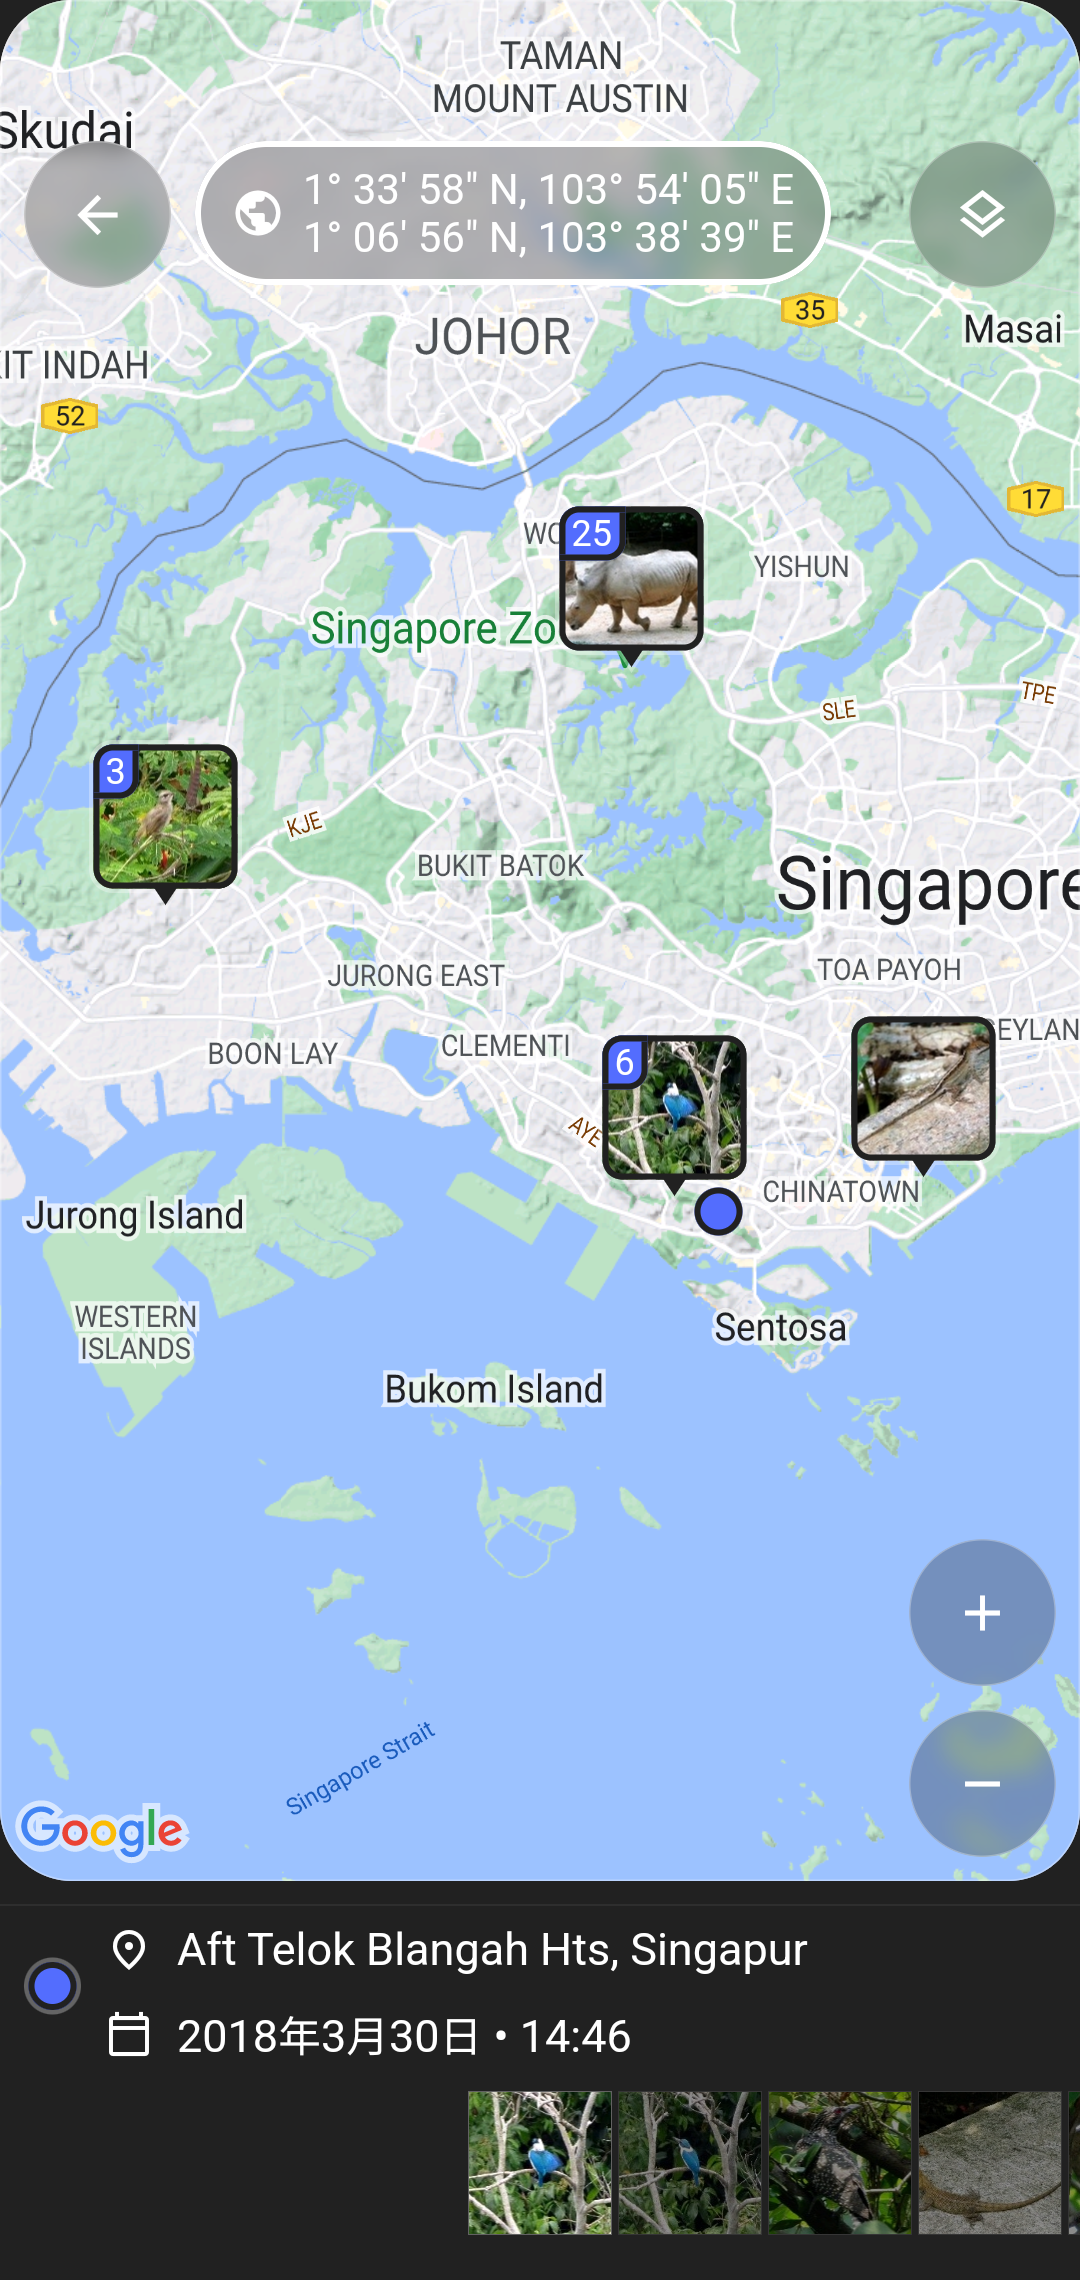 TAMAN
MOUNT AUSTIN
Skudai
1° 33' 58" N, 103° 54' 05" E
1° 06' 56" N, 103° 38' 39" E
35
JOHOR
Masai
IT INDAH
52
17
WO
25
YISHUN
Singapore Zo
TPE
SLE
3
KJE
BUKIT BATOK
Singapore
TOA PAYOH
JURONG EAST
EYLAN
BOON LAY
CLEMENTI
6
AYE
CHINATOWN
Jurong Island
WESTERN
ISLANDS
Sentosa
Bukom Island
Singapore Strait
Google
Aft Telok Blangah Hts, Singapur
2018年3月30日 • 14:46